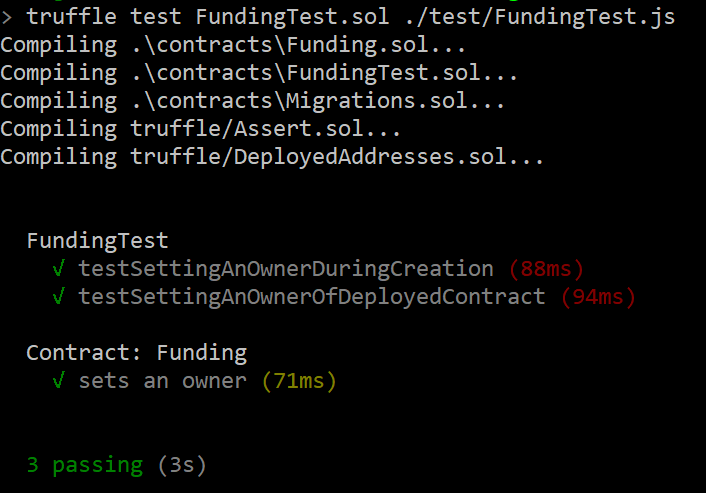 > truffle test FundingTest.sol ./test/FundingTest.js
Compiling .\contracts\Funding.sol...
Compiling .\contracts\FundingTest.sol...
Compiling .\contracts\Migrations.sol...
Compiling truffle/Assert.sol...
Compiling truffle/DeployedAddresses.sol...
FundingTest
√ testSettingAnOwnerDuringCreation (88ms)
√ testSettingAnOwnerOfDeployedContract (94ms)
Contract: Funding
√ sets an owner (71ms)
3 passing (3s)